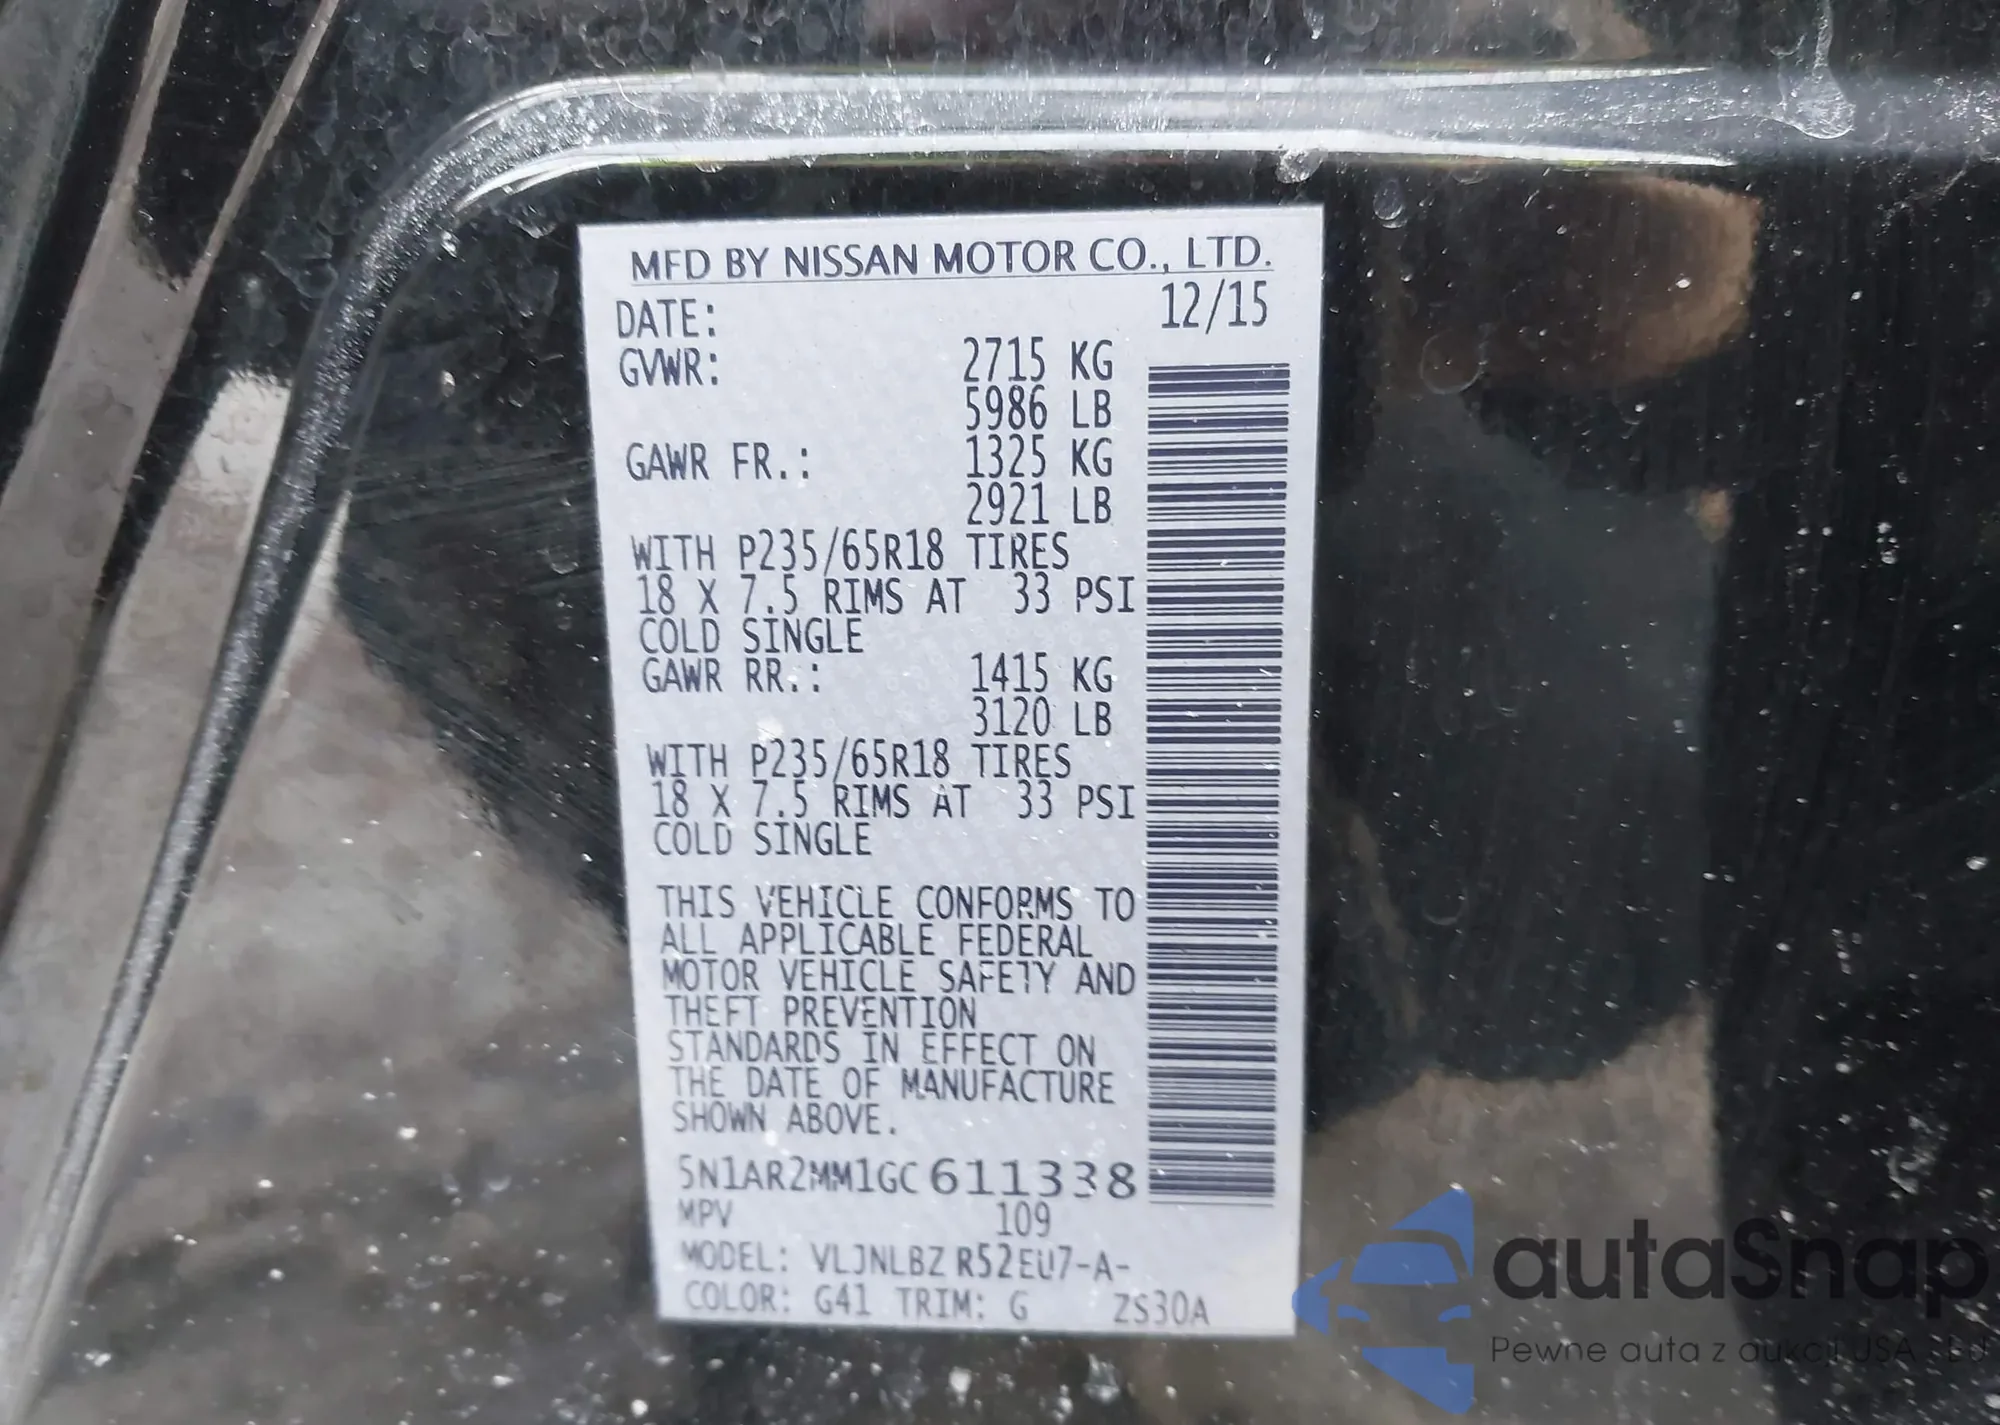 MFD BY NISSAN MOTOR CO., LTD.
DATE: 12/15
GVWR: 2715 KG
5986 LB
GAWR FR.: 1325 KG
2921 LB
WITH P235/65R18 TIRES
18 X 7.5 RIMS AT 33 PSI
COLD SINGLE
GAWR RR.: 1415 KG
3120 LB
WITH P235/65R18 TIRES
18 X 7.5 RIMS AT 33 PSI
COLD SINGLE
THIS VEHICLE CONFORMS TO
ALL APPLICABLE FEDERAL
MOTOR VEHICLE SAFETY AND
THEFT PREVENTION
STANDARDS IN EFFECT ON
THE DATE OF MANUFACTURE
SHOWN ABOVE.
5N1AR2MM1GC611338
MPV 109
MODEL: VLJNLBZ R52EU7-A-
COLOR: G41 TRIM: G ZS30A
autaSnap
Pewne auta z aukcji USA